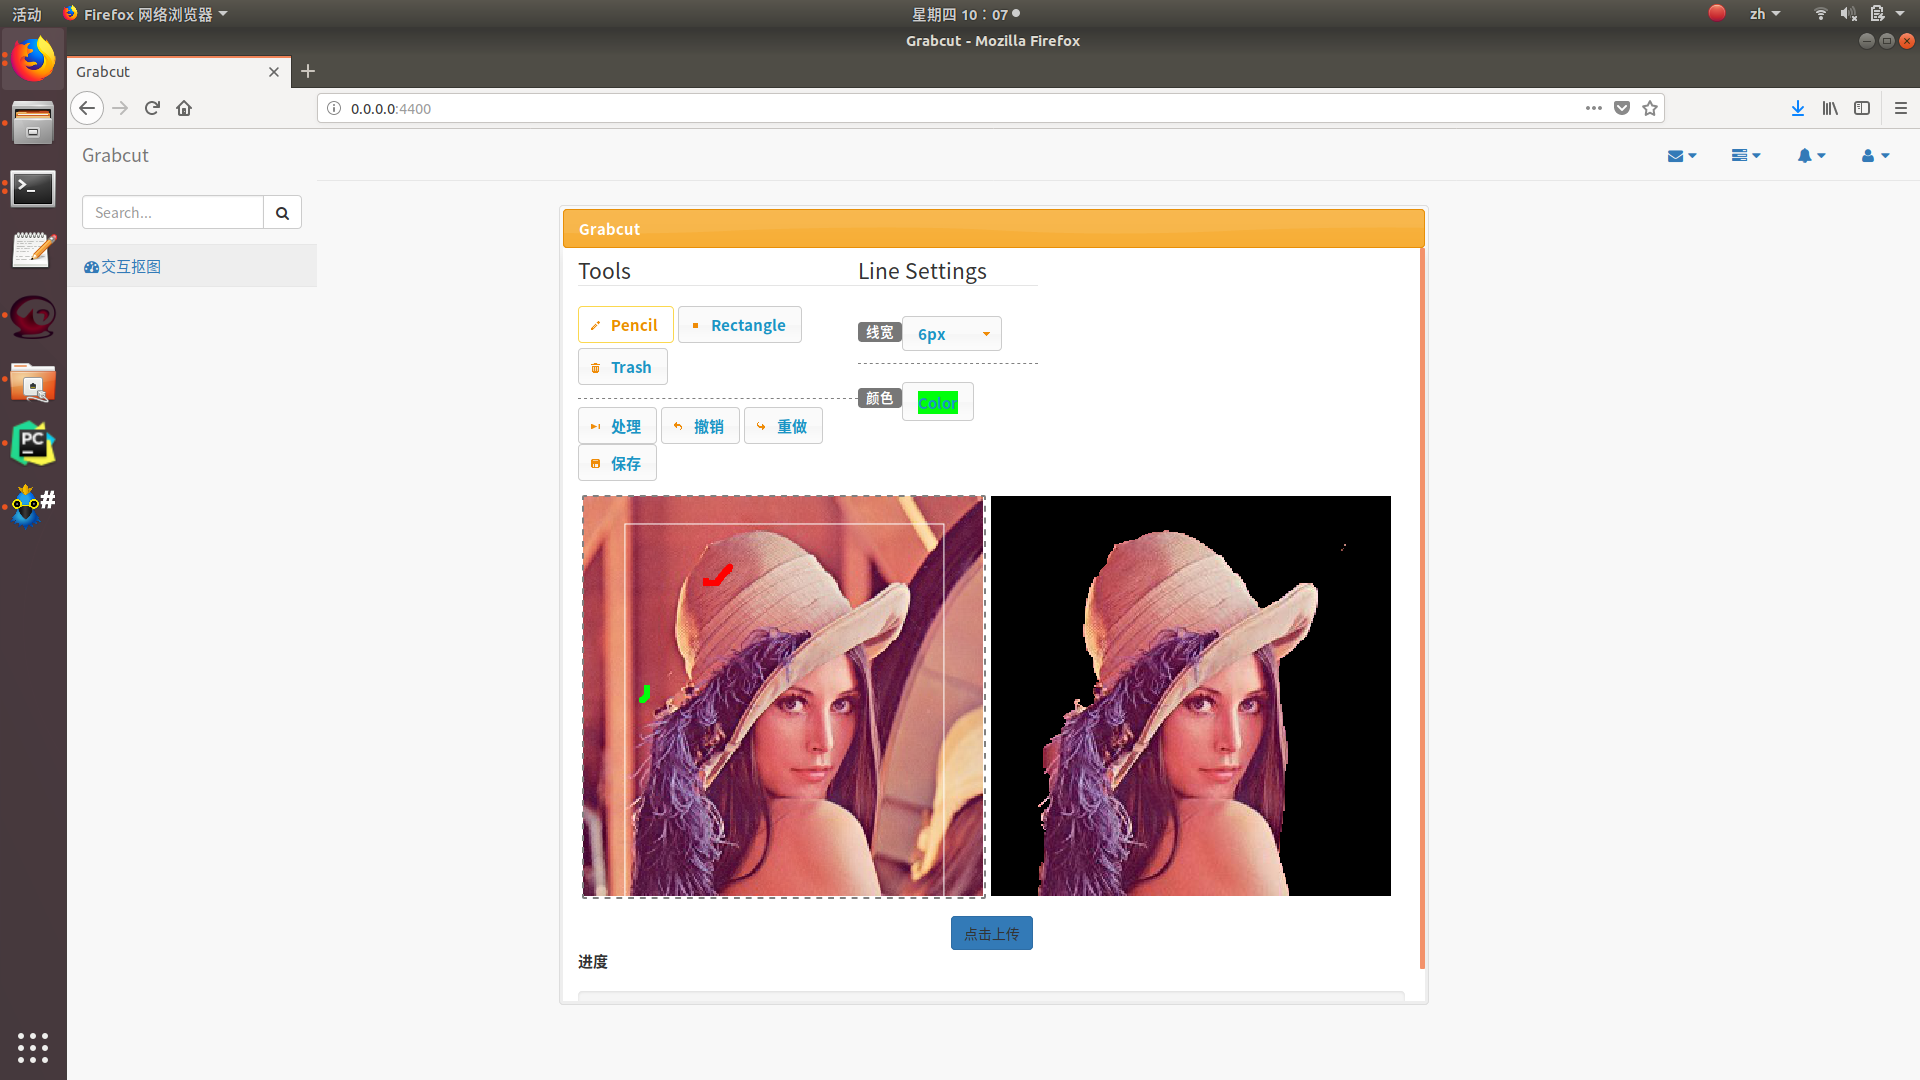 活动
Firefox 网络浏览器
星期四 10：07
zh
Grabcut - Mozilla Firefox
Grabcut
0.0.0.0:4400
Grabcut
Search...
交互抠图
Grabcut
Tools
Line Settings
Pencil
Rectangle
线宽
6px
Trash
颜色
Color
处理
撤销
重做
保存
点击上传
进度
PC
#